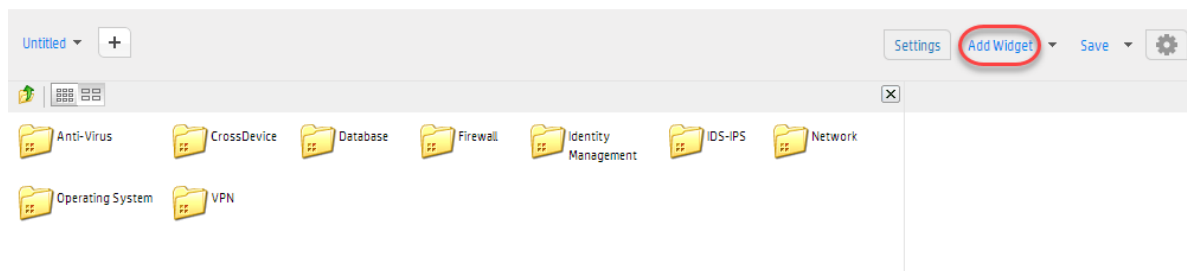 Untitled
Settings Add Widget Save
Anti-Virus CrossDevice Database Firewall Identity Management IDS-IPS Network
Operating System VPN